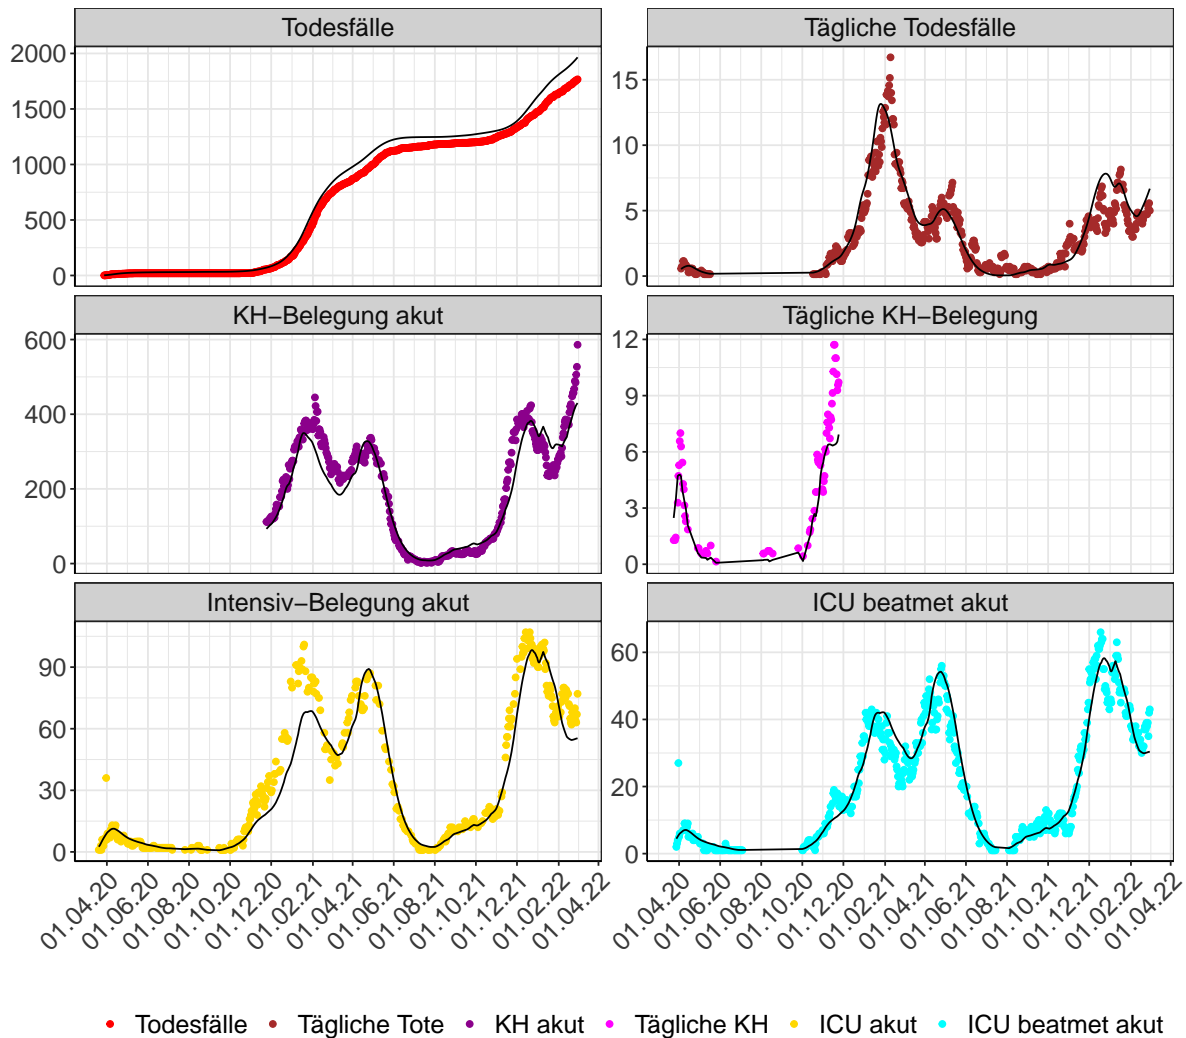 Todesfälle
Tägliche Todesfälle
2000
1500
1000
500
0
15
10
5
0
KH−Belegung akut
Tägliche KH−Belegung
600
400
200
0
12
9
6
3
0
Intensiv−Belegung akut
ICU beatmet akut
90
60
30
0
60
40
20
0
01.04.20 01.06.20 01.08.20 01.10.20 01.12.20 01.02.21 01.04.21 01.06.21 01.08.21 01.10.21 01.12.21 01.02.22 01.04.22
01.04.20 01.06.20 01.08.20 01.10.20 01.12.20 01.02.21 01.04.21 01.06.21 01.08.21 01.10.21 01.12.21 01.02.22 01.04.22
Todesfälle Tägliche Tote KH akut Tägliche KH ICU akut ICU beatmet akut